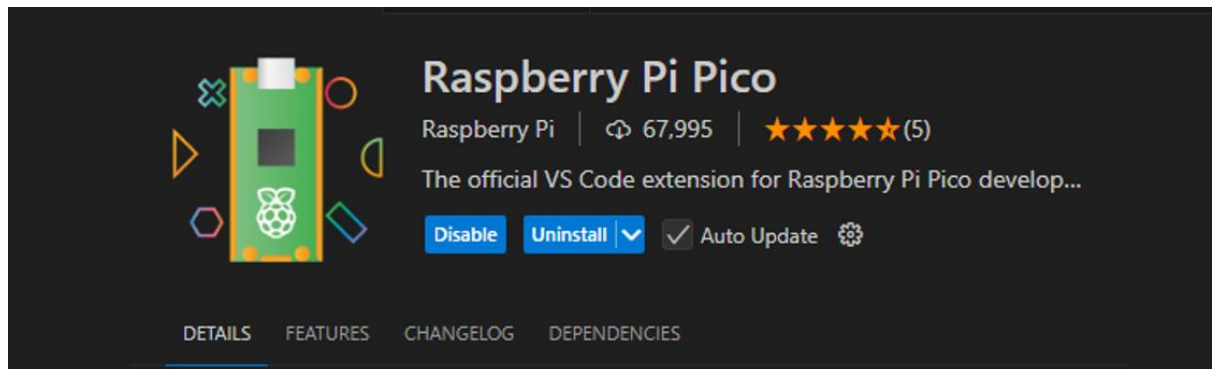 Raspberry Pi Pico
Raspberry Pi 67,995 (5)
The official VS Code extension for Raspberry Pi Pico develop...
Disable Uninstall Auto Update
DETAILS FEATURES CHANGELOG DEPENDENCIES